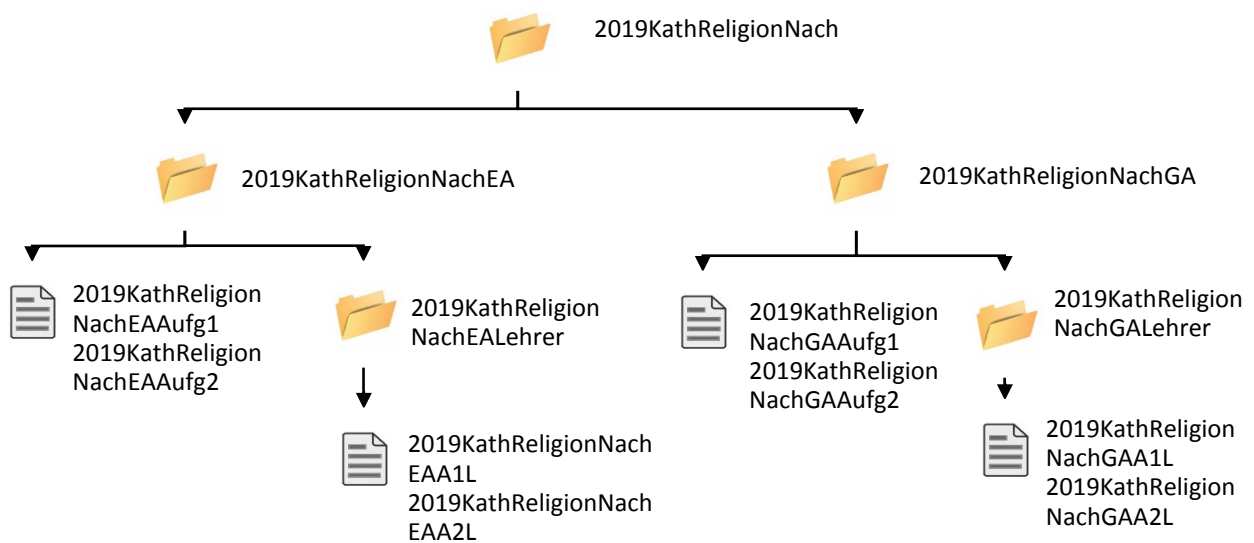 2019KathReligionNach
2019KathReligionNachEA
2019KathReligionNachGA
2019KathReligion
NachEAAufg1
2019KathReligion
NachEAAufg2
2019KathReligion
NachEALehrer
2019KathReligion
NachGAAufg1
2019KathReligion
NachGAAufg2
2019KathReligion
NachGALehrer
2019KathReligionNach
EAA1L
2019KathReligionNach
EAA2L
2019KathReligion
NachGAA1L
2019KathReligion
NachGAA2L